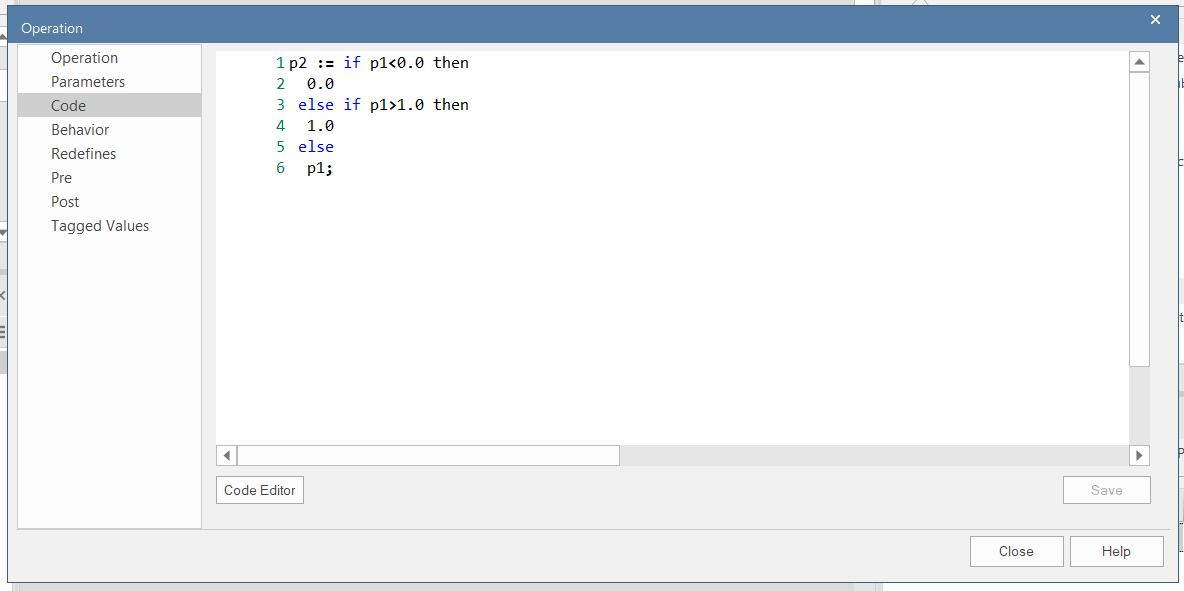 Operation
Operation
Parameters
Code
Behavior
Redefines
Pre
Post
Tagged Values
1 p2 := if p1<0.0 then
2 0.0
3 else if p1>1.0 then
4 1.0
5 else
6 p1;
Code Editor
Save
Close
Help